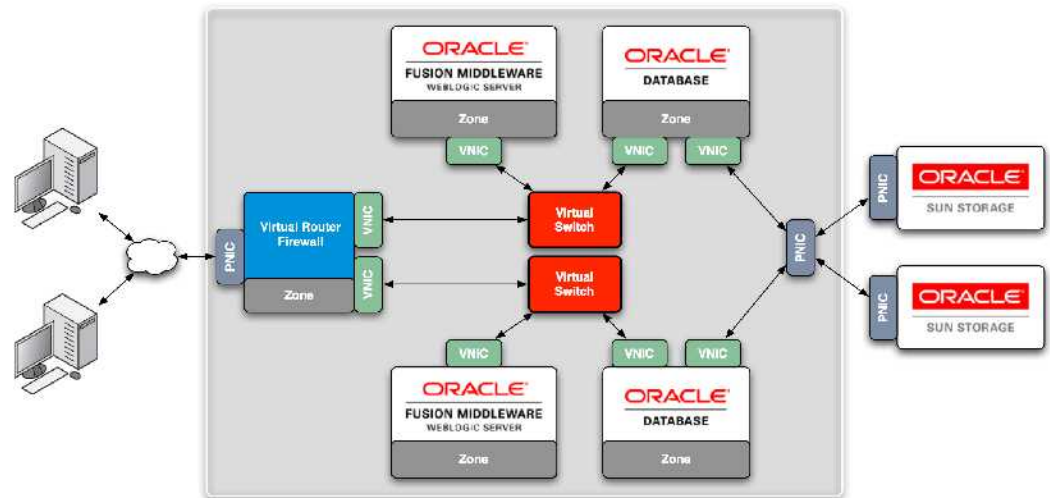 ORACLE®
FUSION MIDDLEWARE
WEBLOGIC SERVER
Zone
VNIC
ORACLE®
DATABASE
Zone
VNIC
VNIC
PNIC
Virtual Router
Firewall
Zone
VNIC
VNIC
Virtual
Switch
Virtual
Switch
PNIC
PNIC
ORACLE®
SUN STORAGE
PNIC
ORACLE®
SUN STORAGE
VNIC
ORACLE®
FUSION MIDDLEWARE
WEBLOGIC SERVER
Zone
VNIC
VNIC
ORACLE®
DATABASE
Zone